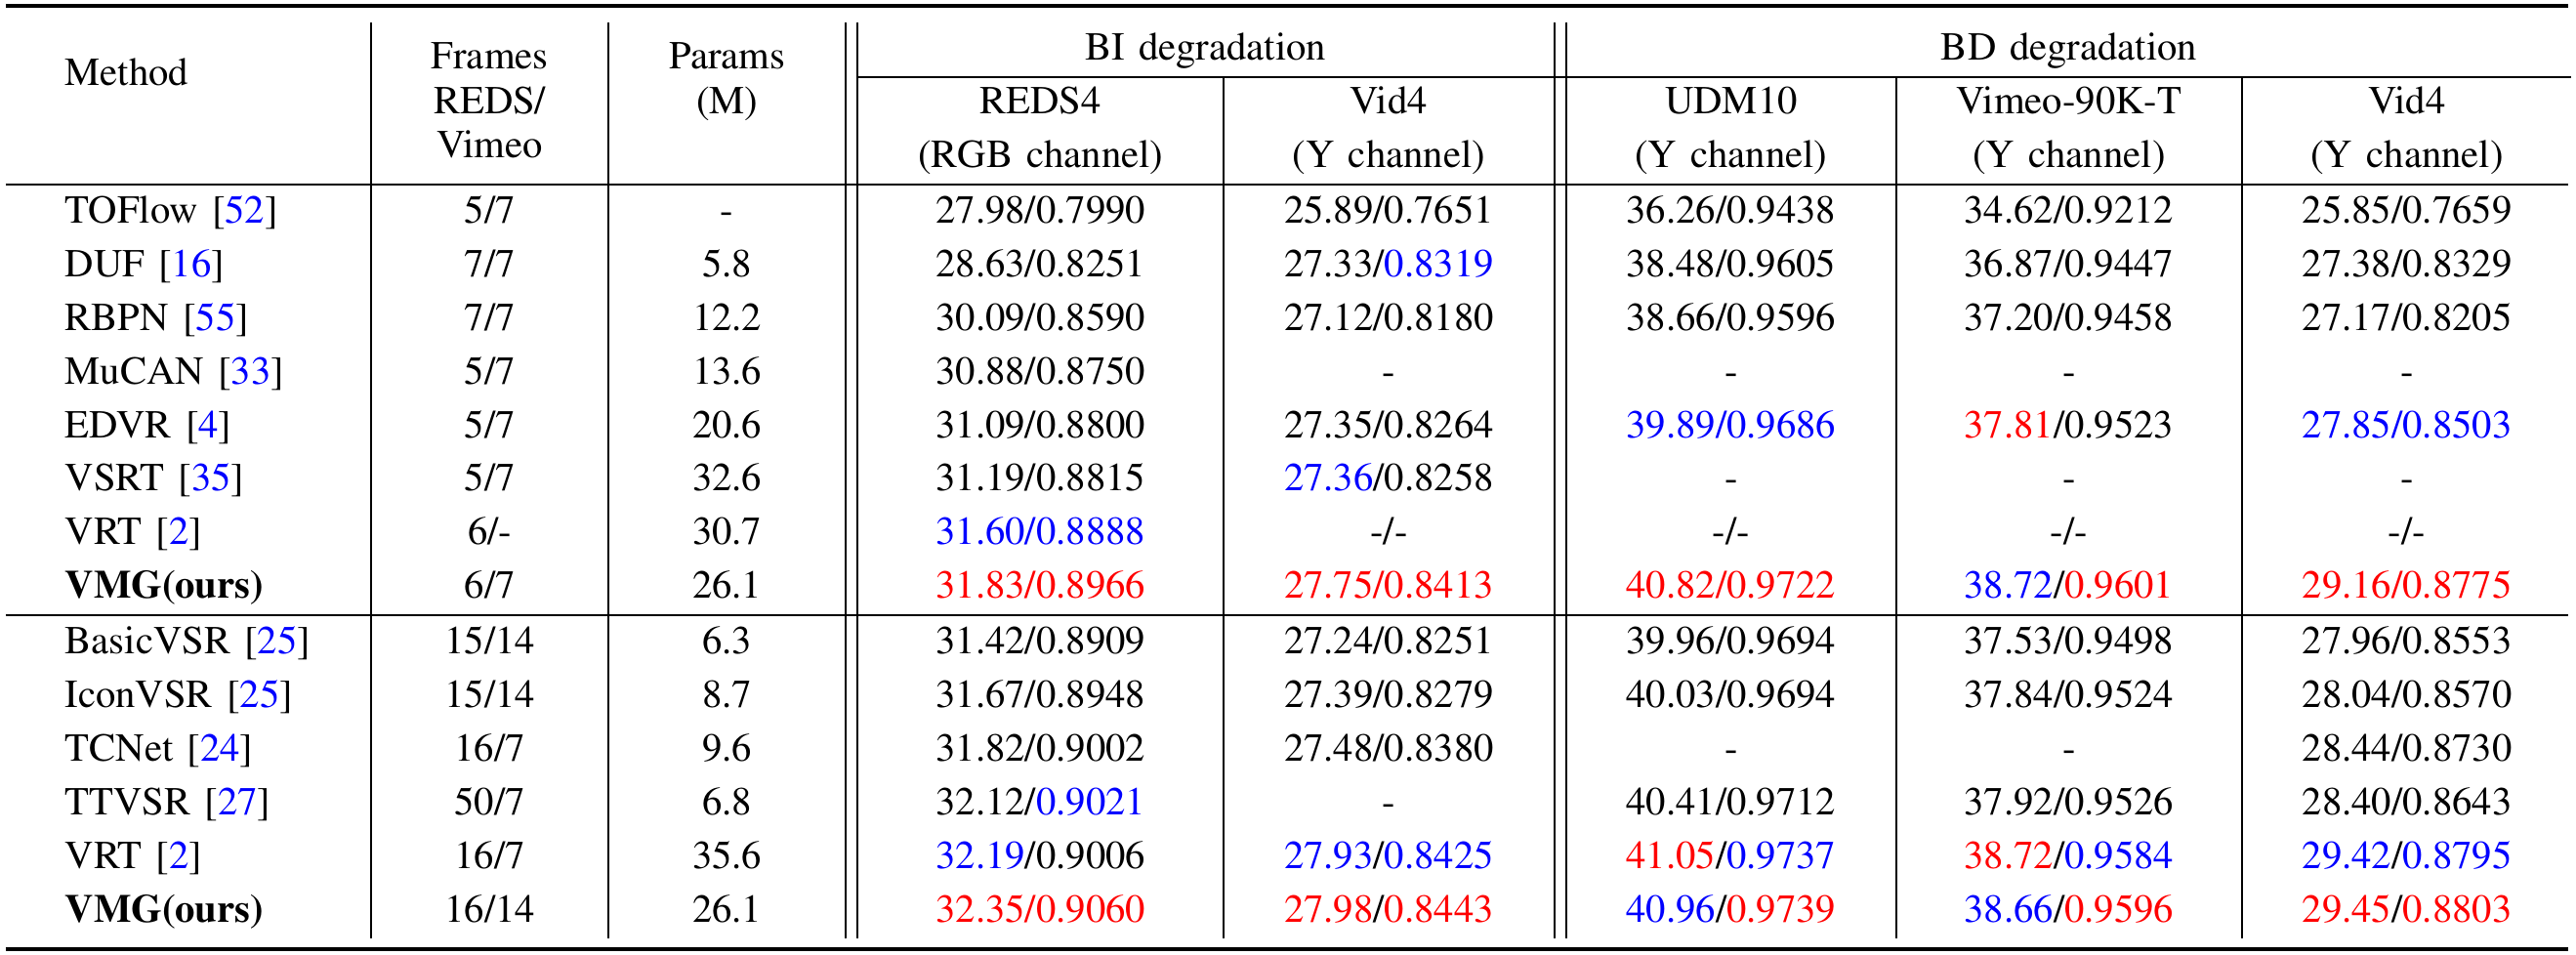 Method Frames REDS/ Vimeo Params (M) BI degradation BD degradation
REDS4 (RGB channel) Vid4 (Y channel) UDM10 (Y channel) Vimeo-90K-T (Y channel) Vid4 (Y channel)
TOFlow [52] 5/7 - 27.98/0.7990 25.89/0.7651 36.26/0.9438 34.62/0.9212 25.85/0.7659
DUF [16] 7/7 5.8 28.63/0.8251 27.33/0.8319 38.48/0.9605 36.87/0.9447 27.38/0.8329
RBPN [55] 7/7 12.2 30.09/0.8590 27.12/0.8180 38.66/0.9596 37.20/0.9458 27.17/0.8205
MuCAN [33] 5/7 13.6 30.88/0.8750 - - - -
EDVR [4] 5/7 20.6 31.09/0.8800 27.35/0.8264 39.89/0.9686 37.81/0.9523 27.85/0.8503
VSRT [35] 5/7 32.6 31.19/0.8815 27.36/0.8258 - - -
VRT [2] 6/- 30.7 31.60/0.8888 -/- -/- -/- -/-
VMG(ours) 6/7 26.1 31.83/0.8966 27.75/0.8413 40.82/0.9722 38.72/0.9601 29.16/0.8775
BasicVSR [25] 15/14 6.3 31.42/0.8909 27.24/0.8251 39.96/0.9694 37.53/0.9498 27.96/0.8553
IconVSR [25] 15/14 8.7 31.67/0.8948 27.39/0.8279 40.03/0.9694 37.84/0.9524 28.04/0.8570
TCNet [24] 16/7 9.6 31.82/0.9002 27.48/0.8380 - - 28.44/0.8730
TTVSR [27] 50/7 6.8 32.12/0.9021 - 40.41/0.9712 37.92/0.9526 28.40/0.8643
VRT [2] 16/7 35.6 32.19/0.9006 27.93/0.8425 41.05/0.9737 38.72/0.9584 29.42/0.8795
VMG(ours) 16/14 26.1 32.35/0.9060 27.98/0.8443 40.96/0.9739 38.66/0.9596 29.45/0.8803